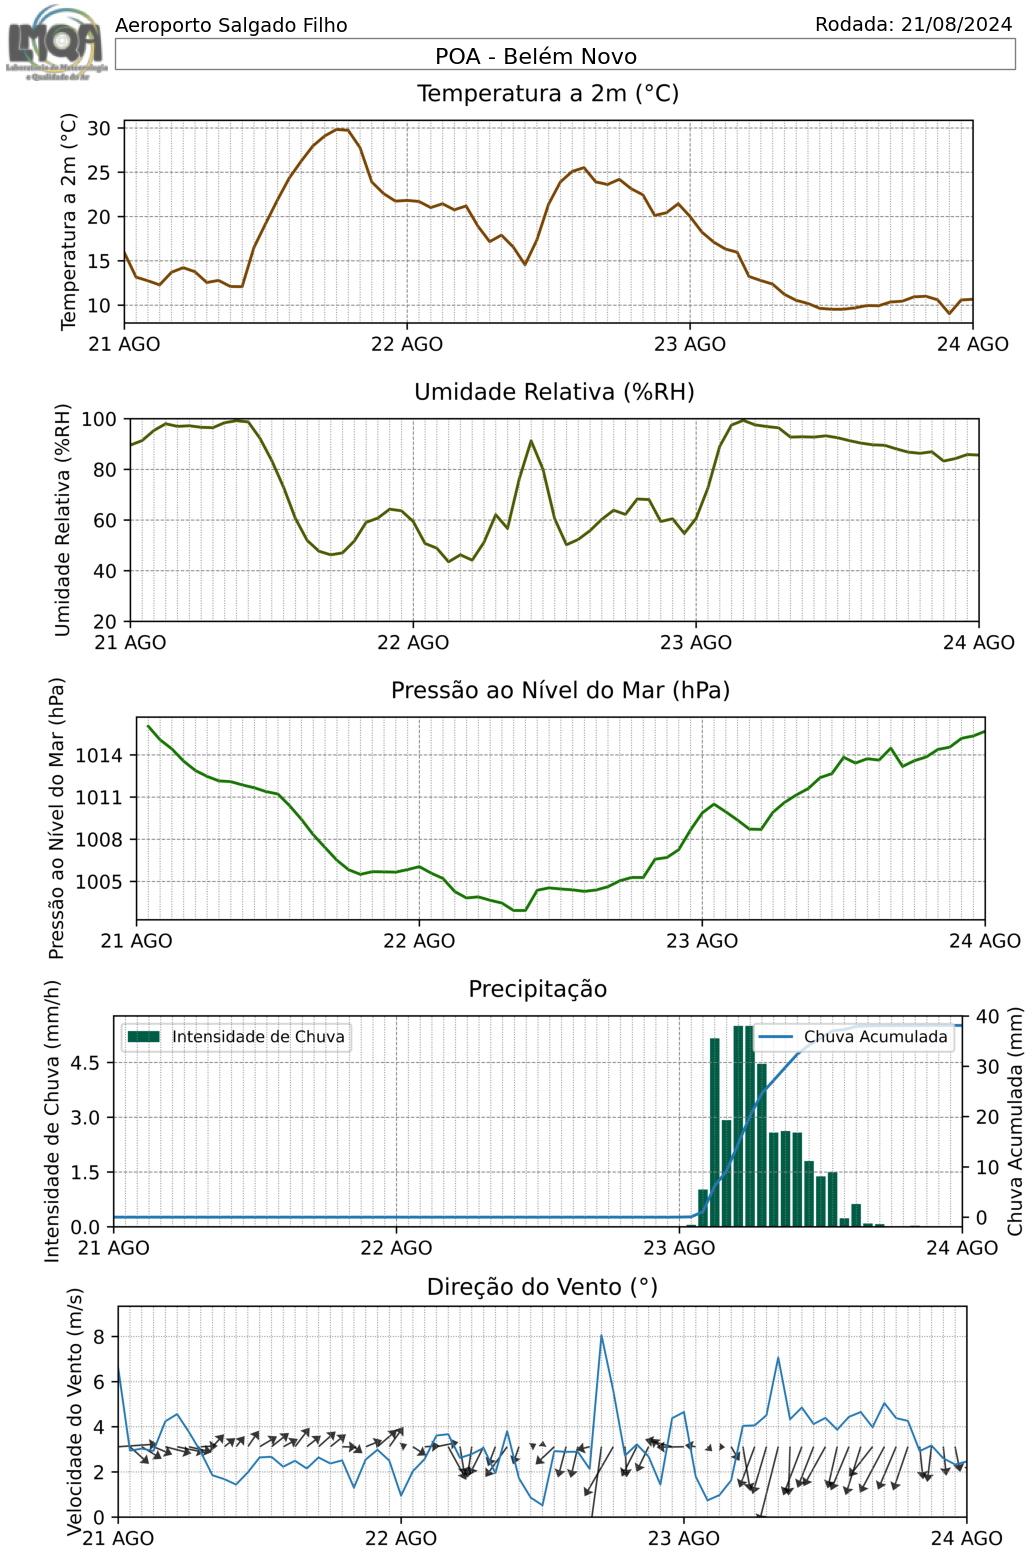 LMQA
Laboratório de Meteorologia
e Qualidade do Ar
Aeroporto Salgado Filho
Rodada: 21/08/2024
POA - Belém Novo
Temperatura a 2m (°C)
Temperatura a 2m (°C)
30
25
20
15
10
21 AGO 22 AGO 23 AGO 24 AGO
Umidade Relativa (%RH)
Umidade Relativa (%RH)
100
80
60
40
20
21 AGO 22 AGO 23 AGO 24 AGO
Pressão ao Nível do Mar (hPa)
Pressão ao Nível do Mar (hPa)
1014
1011
1008
1005
21 AGO 22 AGO 23 AGO 24 AGO
Precipitação
Intensidade de Chuva (mm/h)
Intensidade de Chuva
Chuva Acumulada
4.5
3.0
1.5
0.0
40
30
20
10
0
Chuva Acumulada (mm)
21 AGO 22 AGO 23 AGO 24 AGO
Direção do Vento (°)
Velocidade do Vento (m/s)
8
6
4
2
0
21 AGO 22 AGO 23 AGO 24 AGO